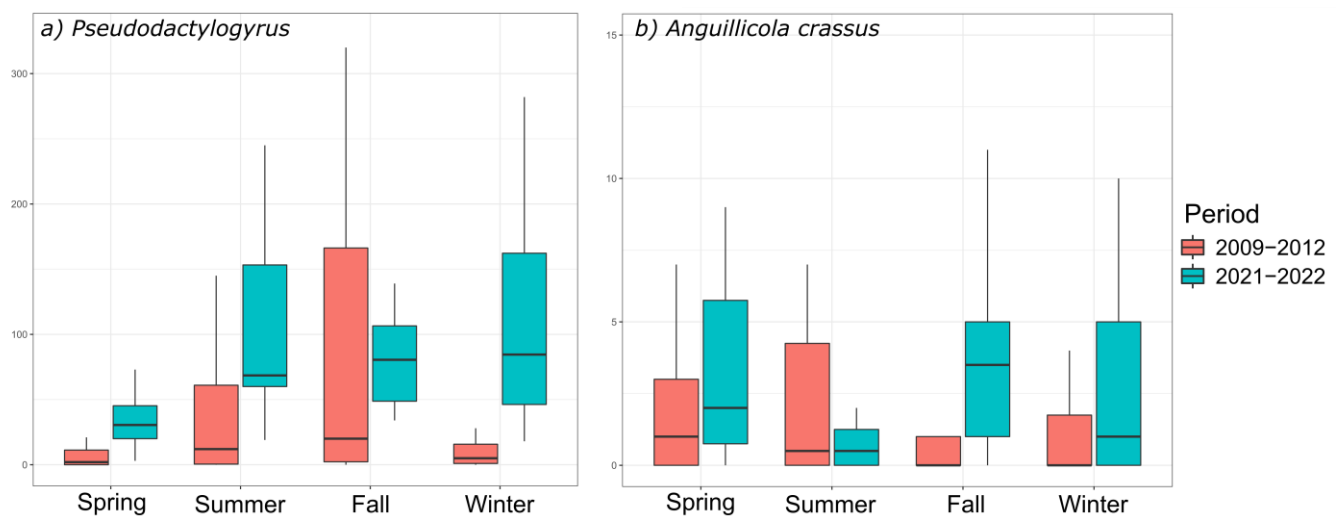 a) Pseudodactylogyrus
300
200
100
0
Spring Summer Fall Winter
b) Anguillicola crassus
15
10
5
0
Spring Summer Fall Winter
Period
2009-2012
2021-2022